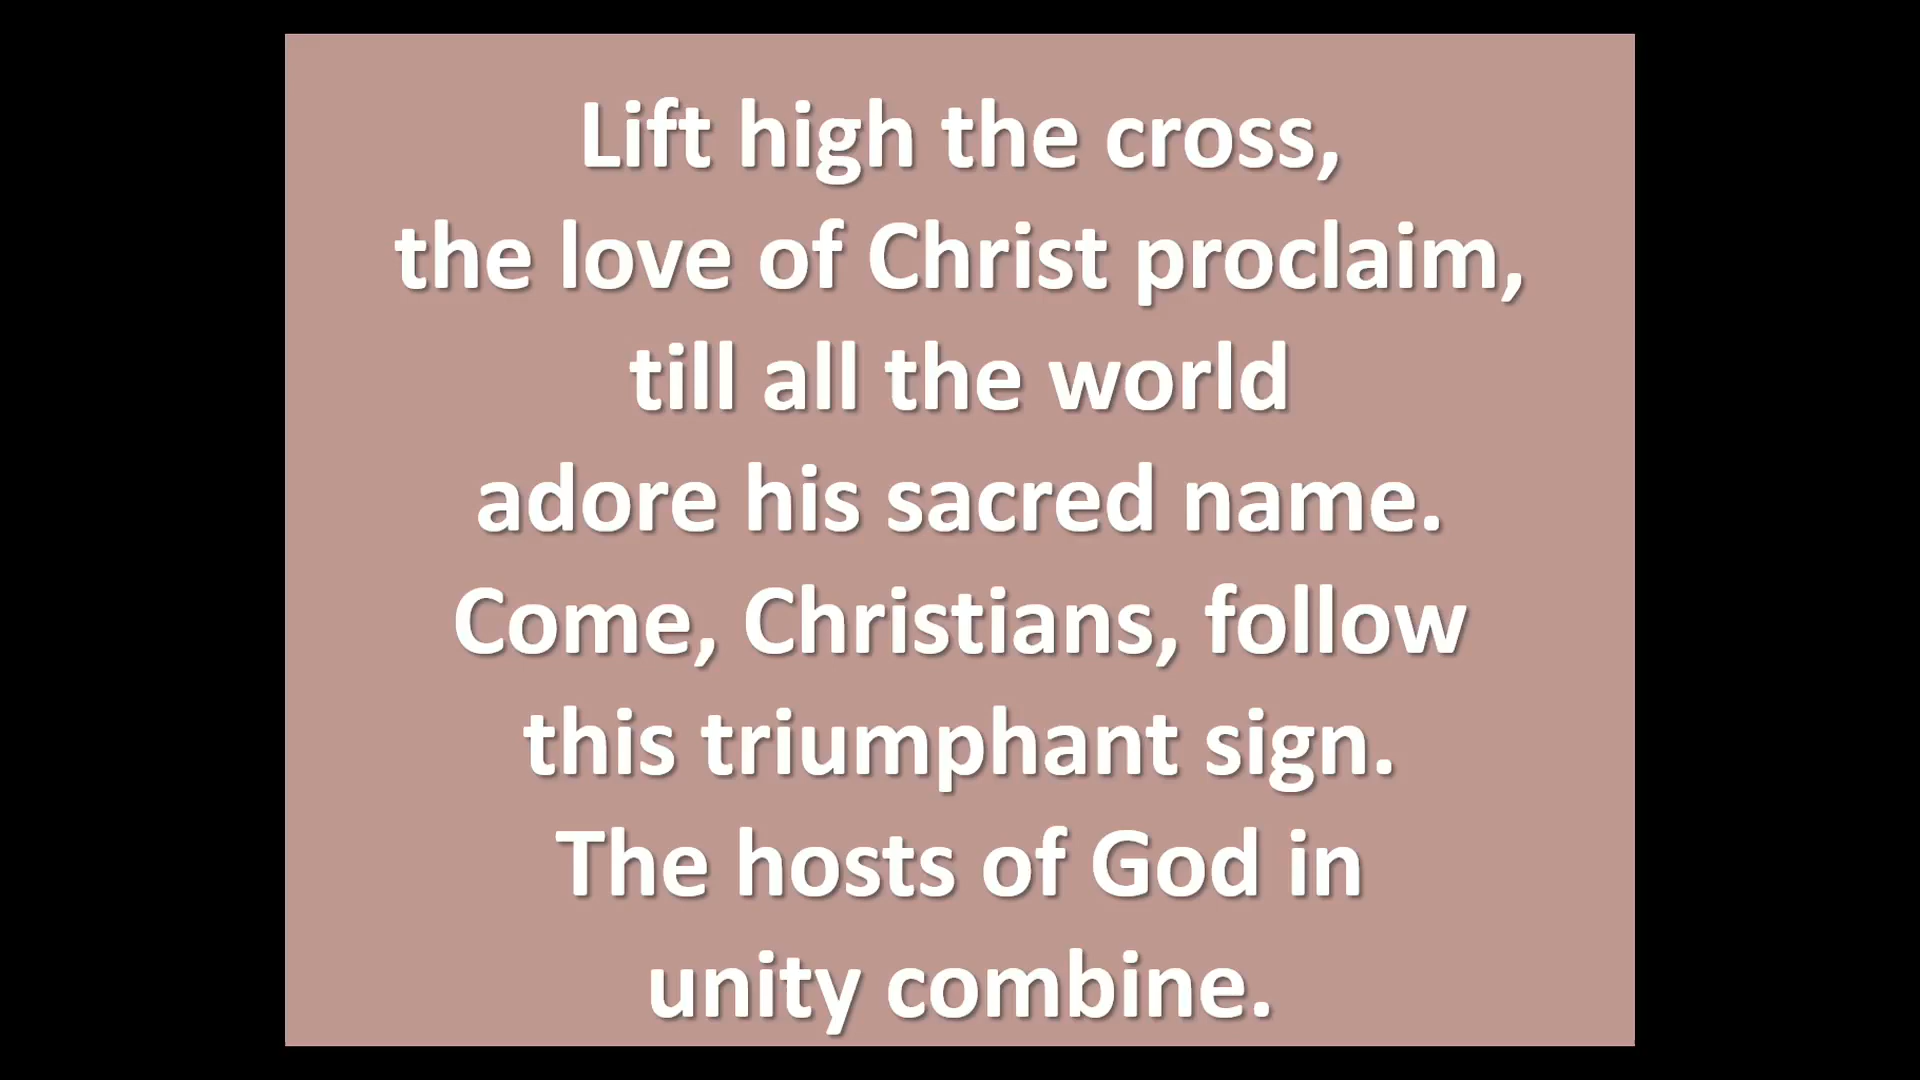 Lift high the cross,
the love of Christ proclaim,
till all the world
adore his sacred name.
Come, Christians, follow
this triumphant sign.
The hosts of God in
unity combine.